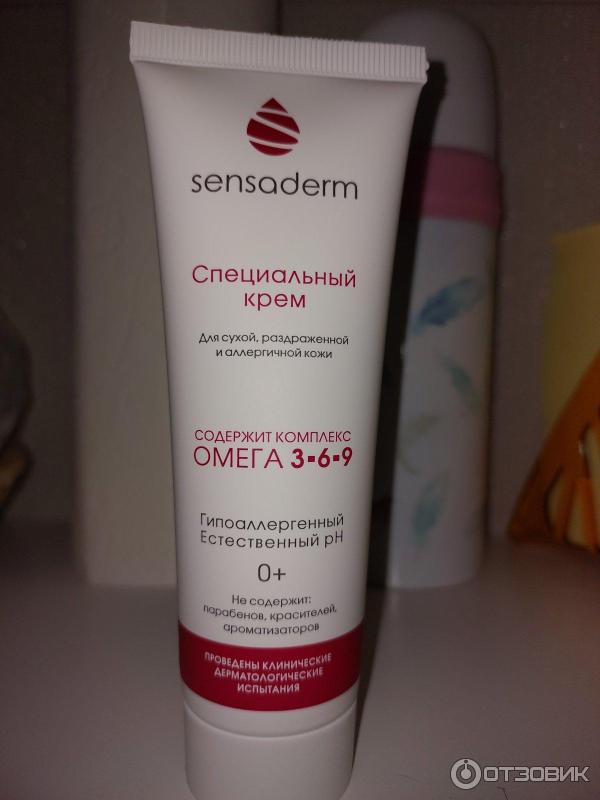 sensaderm
Специальный
крем
Для сухой, раздраженной
и аллергичной кожи
СОДЕРЖИТ КОМПЛЕКС
ОМЕГА 3-6-9
Гипоаллергенный
Естественный pH
0+
Не содержит:
парабенов, красителей,
ароматизаторов
ПРОВЕДЕНЫ КЛИНИЧЕСКИЕ
ДЕРМАТОЛОГИЧЕСКИЕ
ИСПЫТАНИЯ
ОТЗОВИК